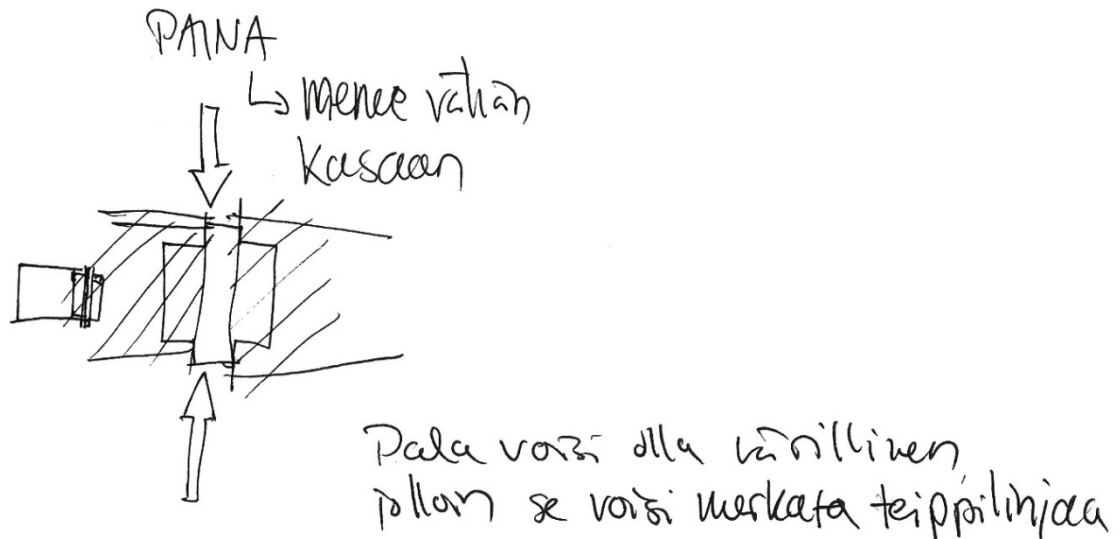 PAINA
↳ menee vähän
kasaan
Pala voisi olla värillinen
jolloin se voisi merkata teippilinjaa